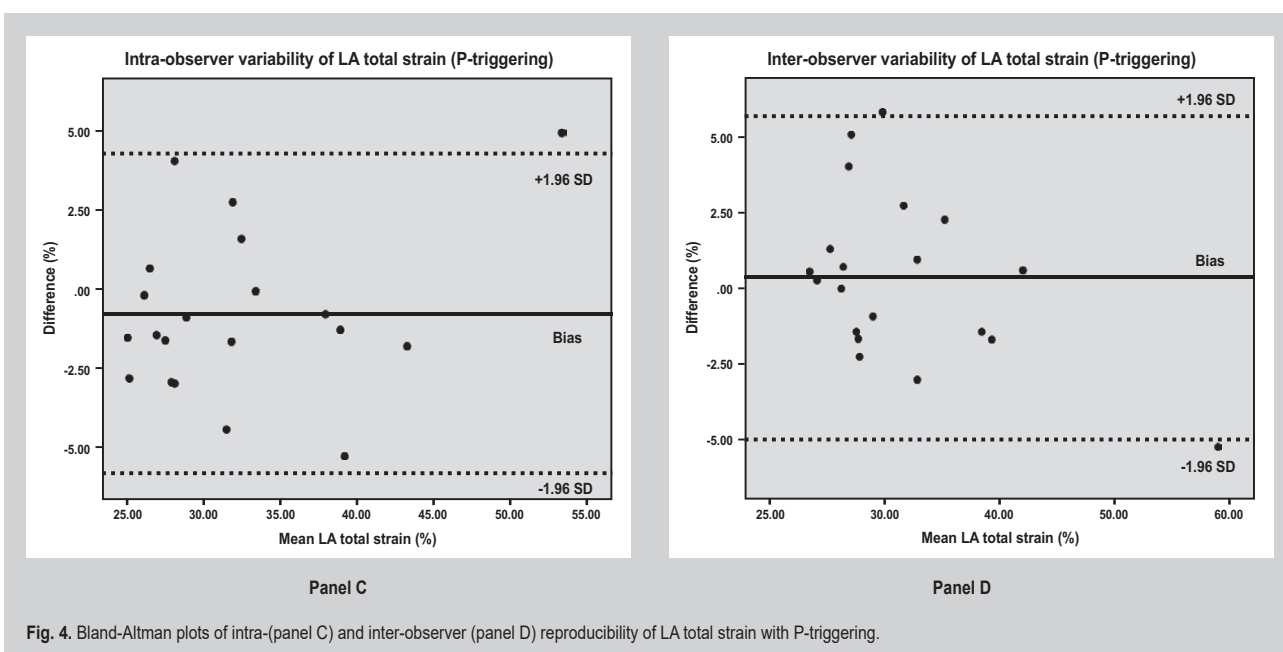 Intra-observer variability of LA total strain (P-triggering)
Difference (%)
5.00
2.50
.00
-2.50
-5.00
+1.96 SD
Bias
-1.96 SD
25.00 30.00 35.00 40.00 45.00 50.00 55.00
Mean LA total strain (%)
Panel C
Inter-observer variability of LA total strain (P-triggering)
Difference (%)
5.00
2.50
.00
-2.50
-5.00
+1.96 SD
Bias
-1.96 SD
25.00 30.00 40.00 50.00 60.00
Mean LA total strain (%)
Panel D
Fig. 4. Bland-Altman plots of intra-(panel C) and inter-observer (panel D) reproducibility of LA total strain with P-triggering.